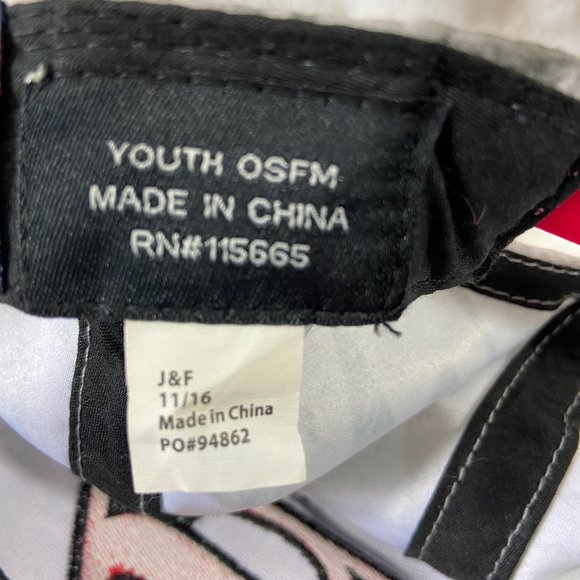 YOUTH OSFM
MADE IN CHINA
RN#115665
J&F
11/16
Made in China
PO#94862